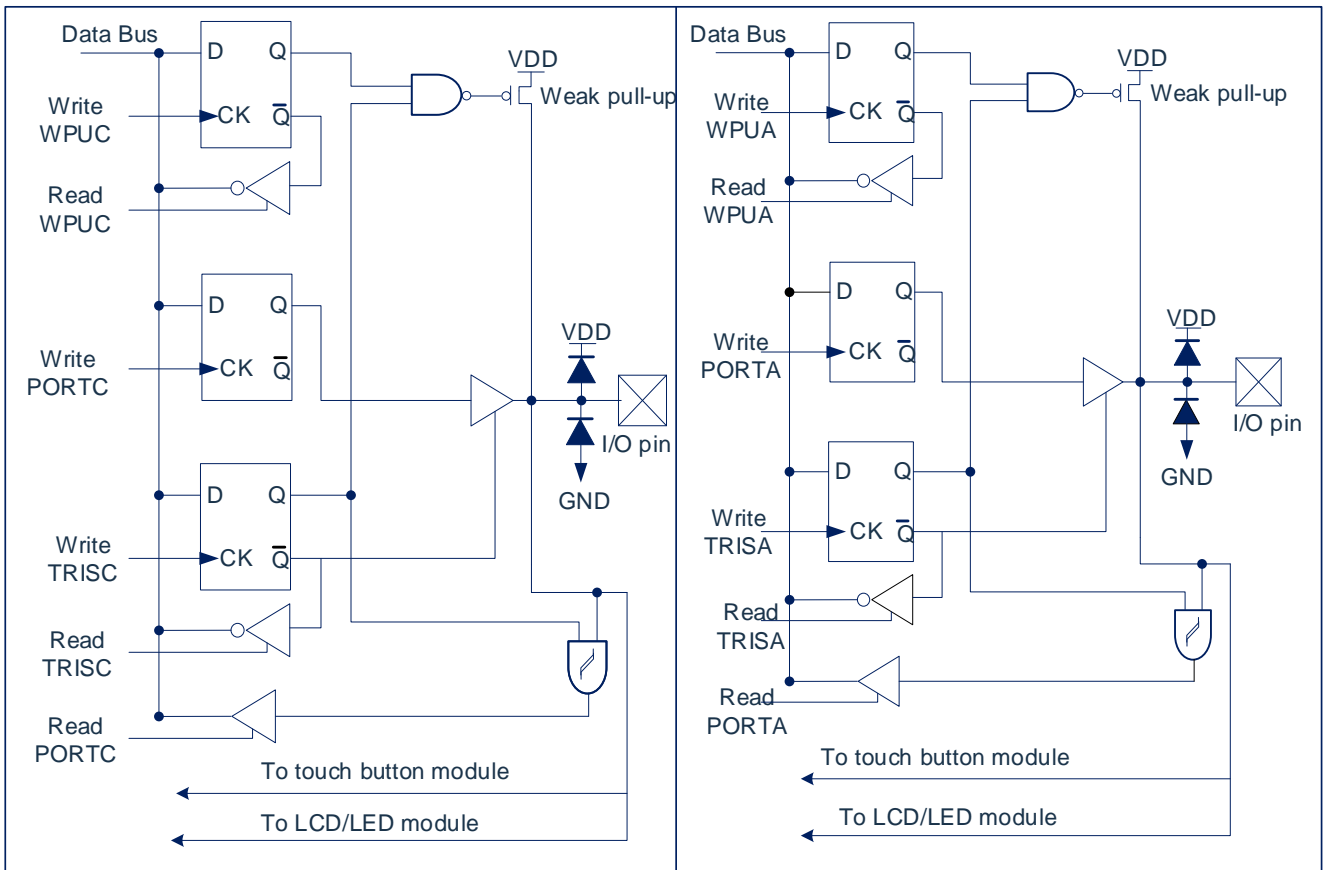 Data Bus
D Q
VDD
Weak pull-up
Write
WPUC
CK Q
Read
WPUC
D Q
Write
PORTC
CK Q
VDD
I/O pin
GND
D Q
Write
TRISC
CK Q
Read
TRISC
Read
PORTC
To touch button module
To LCD/LED module
Data Bus
D Q
VDD
Weak pull-up
Write
WPUA
CK Q
Read
WPUA
D Q
Write
PORTA
CK Q
VDD
I/O pin
GND
D Q
Write
TRISA
CK Q
Read
TRISA
Read
PORTA
To touch button module
To LCD/LED module